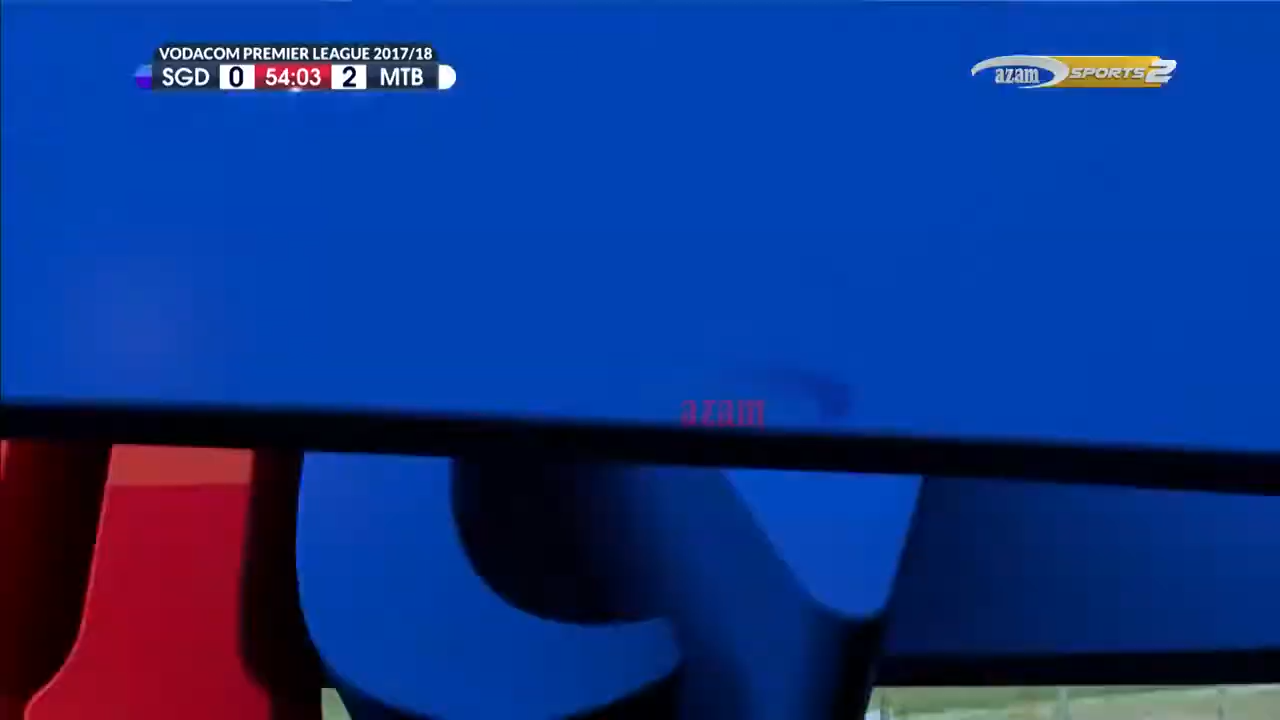 VODACOM PREMIER LEAGUE 2017/18
SGD 0 54:03 2 MTB
azam SPORTS 2
azam